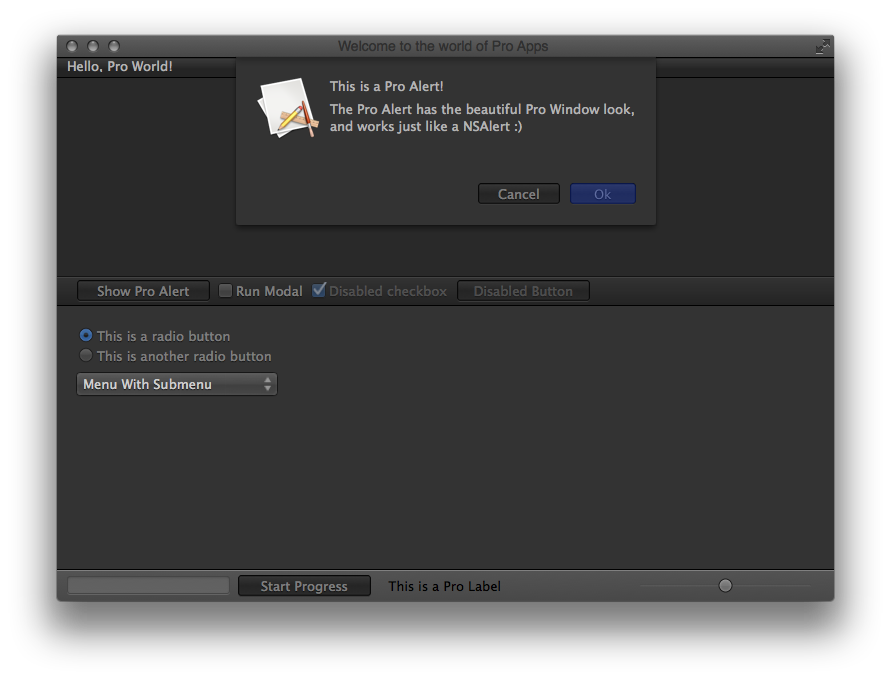 Welcome to the world of Pro Apps
Hello, Pro World!
This is a Pro Alert!
The Pro Alert has the beautiful Pro Window look,
and works just like a NSAlert :)
Cancel
Ok
Show Pro Alert
Run Modal
Disabled checkbox
Disabled Button
This is a radio button
This is another radio button
Menu With Submenu
Start Progress
This is a Pro Label